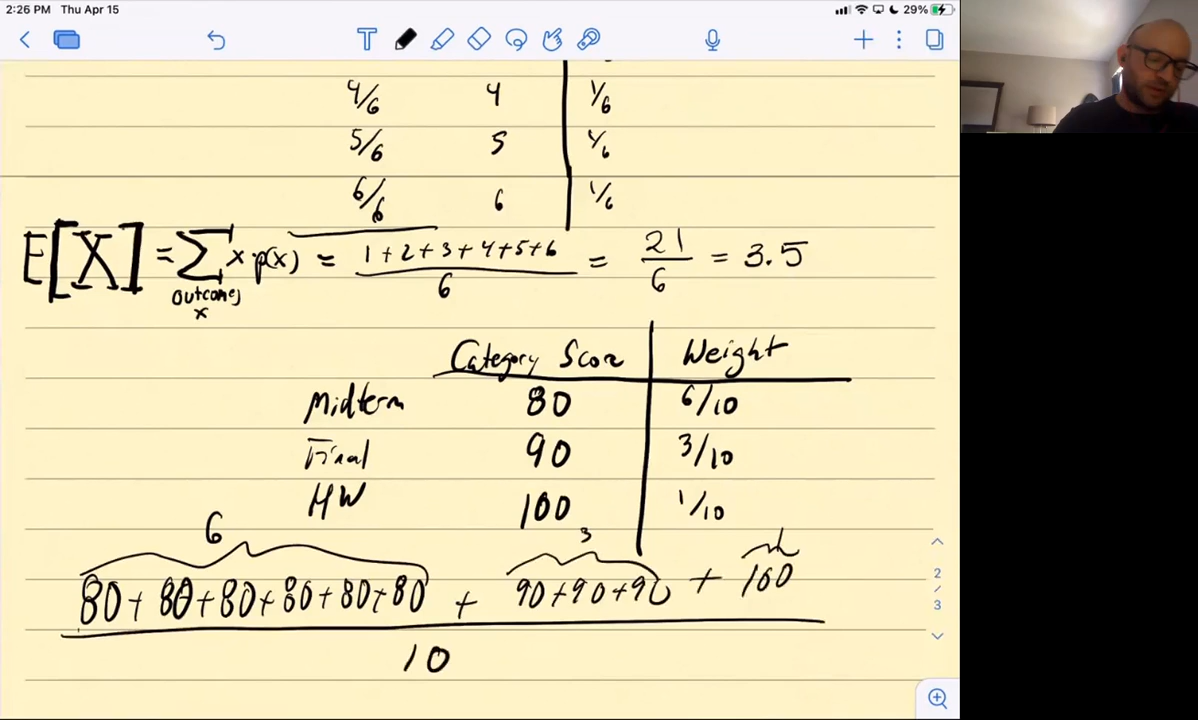 2:26 PM Thu Apr 15 29%
4/6 4 1/6
5/6 5 1/6
6/6 6 1/6
E[X] = ∑ x·p(x) = 1+2+3+4+5+6 / 6 = 21/6 = 3.5
outcomes
x
Category Score Weight
Midterm 80 6/10
Final 90 3/10
HW 100 1/10
6 3 1
80+80+80+80+80+80 + 90+90+90 + 100
10
2
/
3